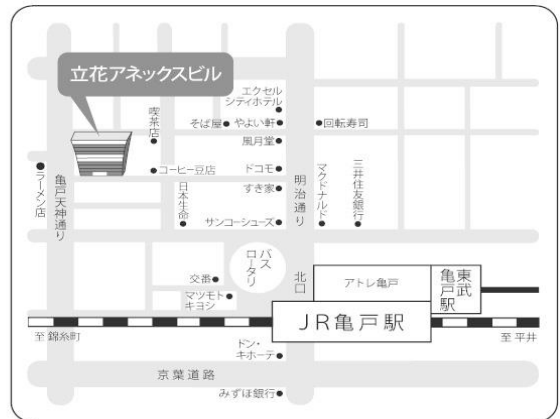 立花アネックスビル
エクセル
シティホテル
喫茶店
そば屋
やよい軒
回転寿司
風月堂
コーヒー豆店
ドコモ
ラーメン店
亀戸天神通り
日本生命
すき家
明治通り
マクドナルド
三井住友銀行
サンコーシューズ
バス
ロータリ
北口
アトレ亀戸
東武
亀戸駅
交番
マツモト
キヨシ
JR亀戸駅
至 錦糸町
至 平井
ドン・
キホーテ
京葉道路
みずほ銀行